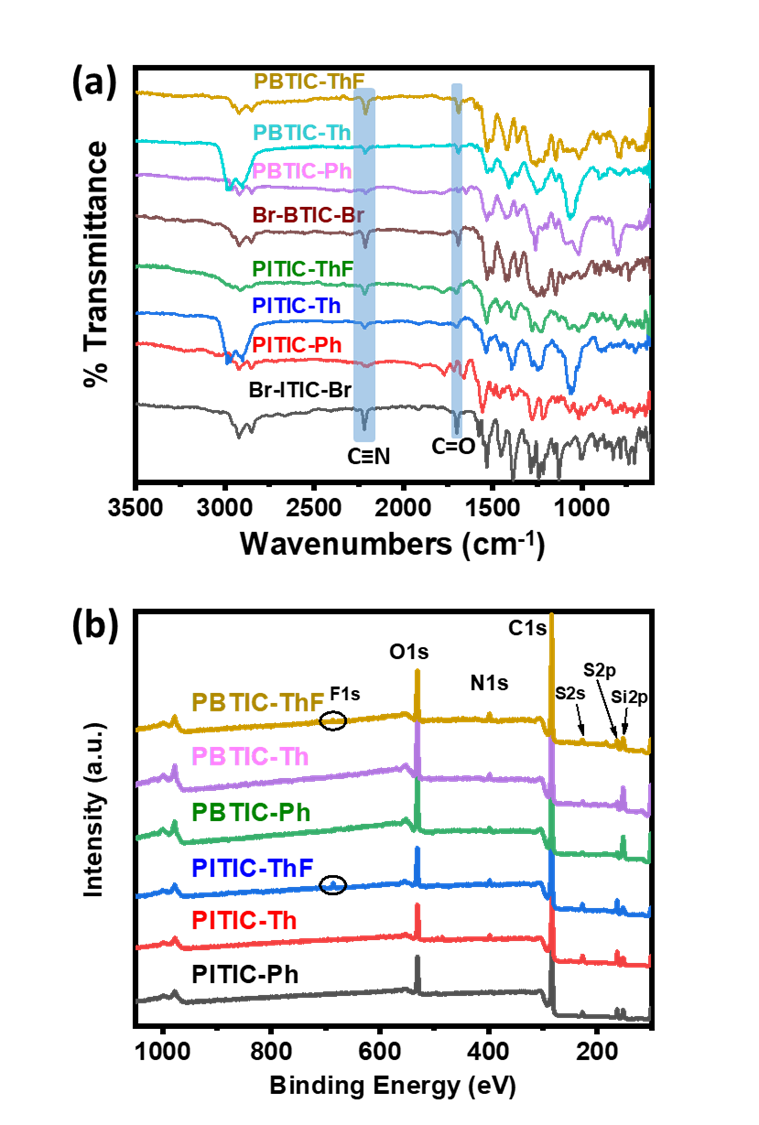 (a)
PBTIC-ThF
PBTIC-Th
PBTIC-Ph
Br-BTIC-Br
PITIC-ThF
PITIC-Th
PITIC-Ph
Br-ITIC-Br
C≡N
C=O
% Transmittance
3500 3000 2500 2000 1500 1000
Wavenumbers (cm⁻¹)
(b)
C1s
O1s
N1s
S2p
S2s
Si2p
F1s
PBTIC-ThF
PBTIC-Th
PBTIC-Ph
PITIC-ThF
PITIC-Th
PITIC-Ph
Intensity (a.u.)
1000 800 600 400 200
Binding Energy (eV)